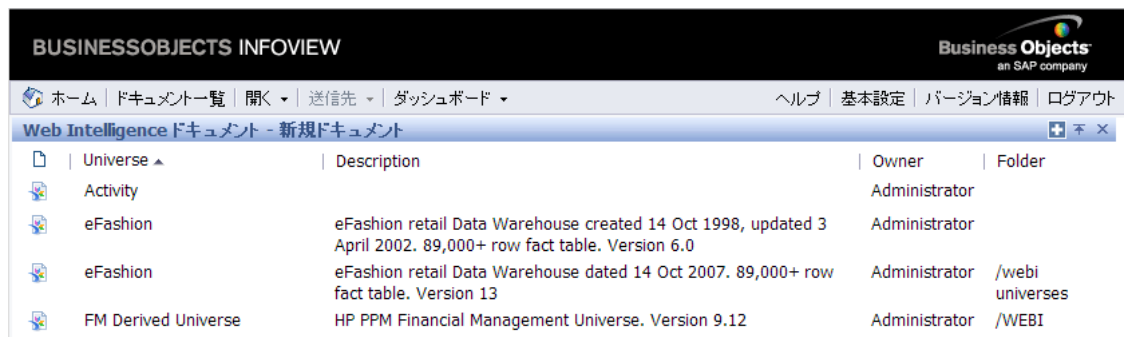 BUSINESSOBJECTS INFOVIEW
Business Objects
an SAP company
ホーム | ドキュメント一覧 | 開く | 送信先 | ダッシュボード ヘルプ | 基本設定 | バージョン情報 | ログアウト
Web Intelligence ドキュメント - 新規ドキュメント
Universe Description Owner Folder
Activity Administrator
eFashion eFashion retail Data Warehouse created 14 Oct 1998, updated 3 Administrator
April 2002. 89,000+ row fact table. Version 6.0
eFashion eFashion retail Data Warehouse dated 14 Oct 2007. 89,000+ row Administrator /webi
fact table. Version 13 universes
FM Derived Universe HP PPM Financial Management Universe. Version 9.12 Administrator /WEBI